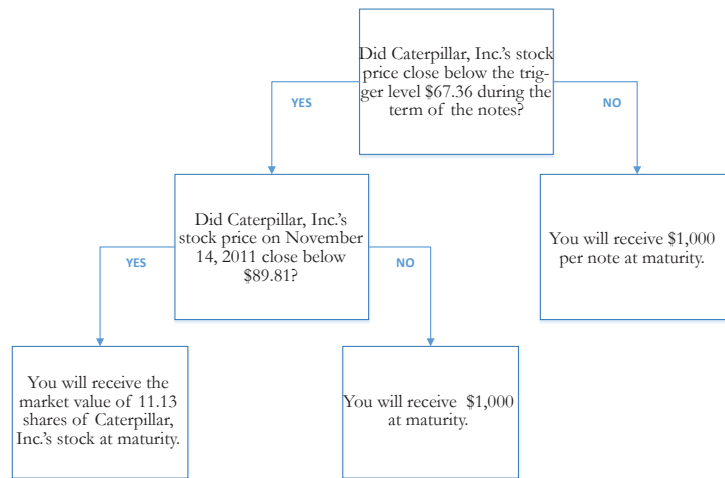 Did Caterpillar, Inc.'s stock
price close below the trig-
ger level $67.36 during the
term of the notes?
YES
NO
Did Caterpillar, Inc.'s
stock price on November
14, 2011 close below
$89.81?
You will receive $1,000
per note at maturity.
YES
NO
You will receive the
market value of 11.13
shares of Caterpillar,
Inc.'s stock at maturity.
You will receive $1,000
at maturity.